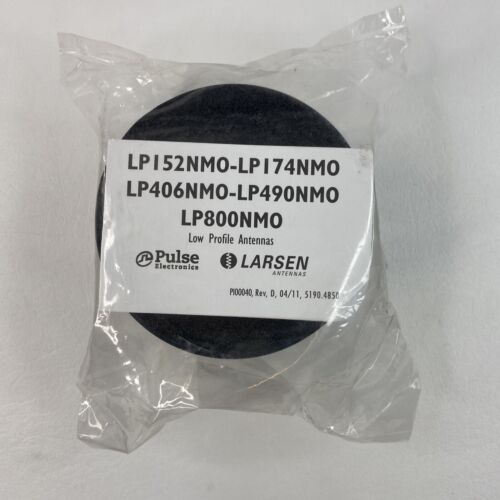 LP152NMO-LP174NMO
LP406NMO-LP490NMO
LP800NMO
Low Profile Antennas
Pulse Electronics LARSEN ANTENNAS
PI00040, Rev, D, 04/11, 5190.4850